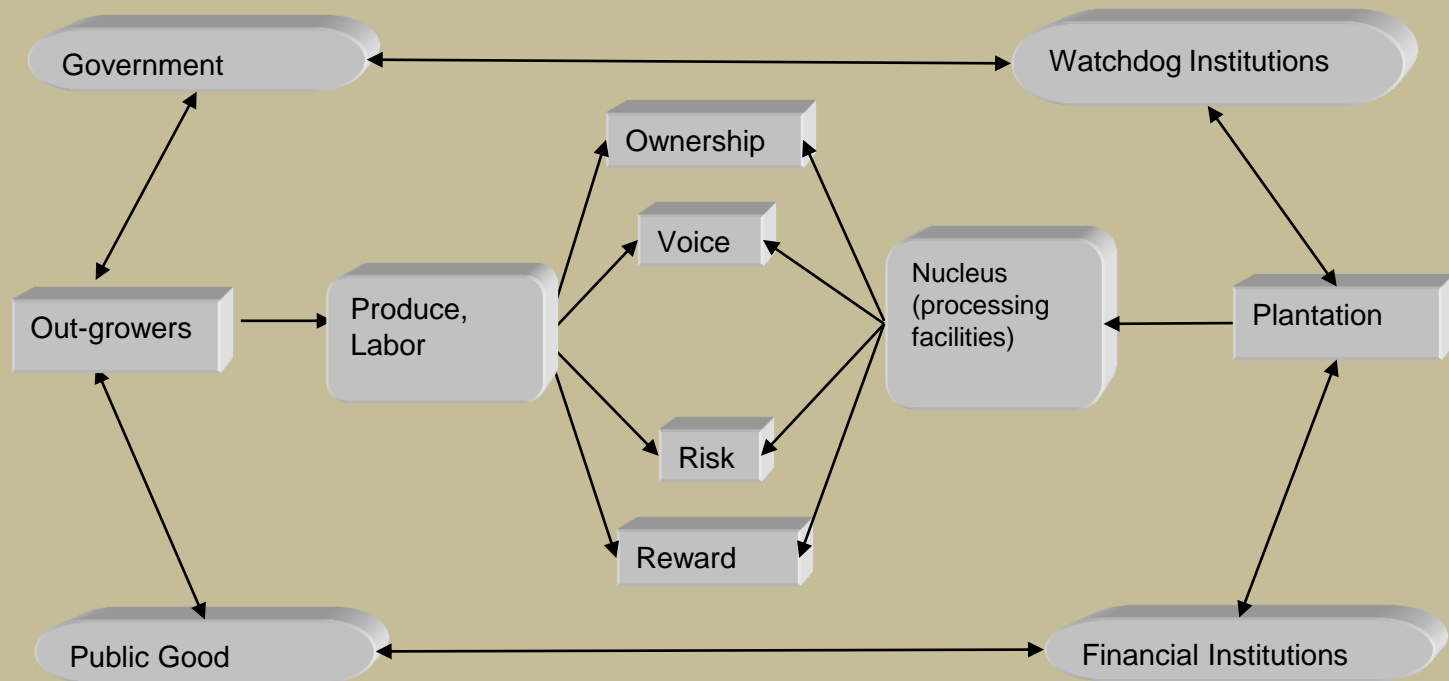 Government
Watchdog Institutions
Ownership
Voice
Nucleus
(processing
facilities)
Produce,
Labor
Out-growers
Plantation
Risk
Reward
Public Good
Financial Institutions